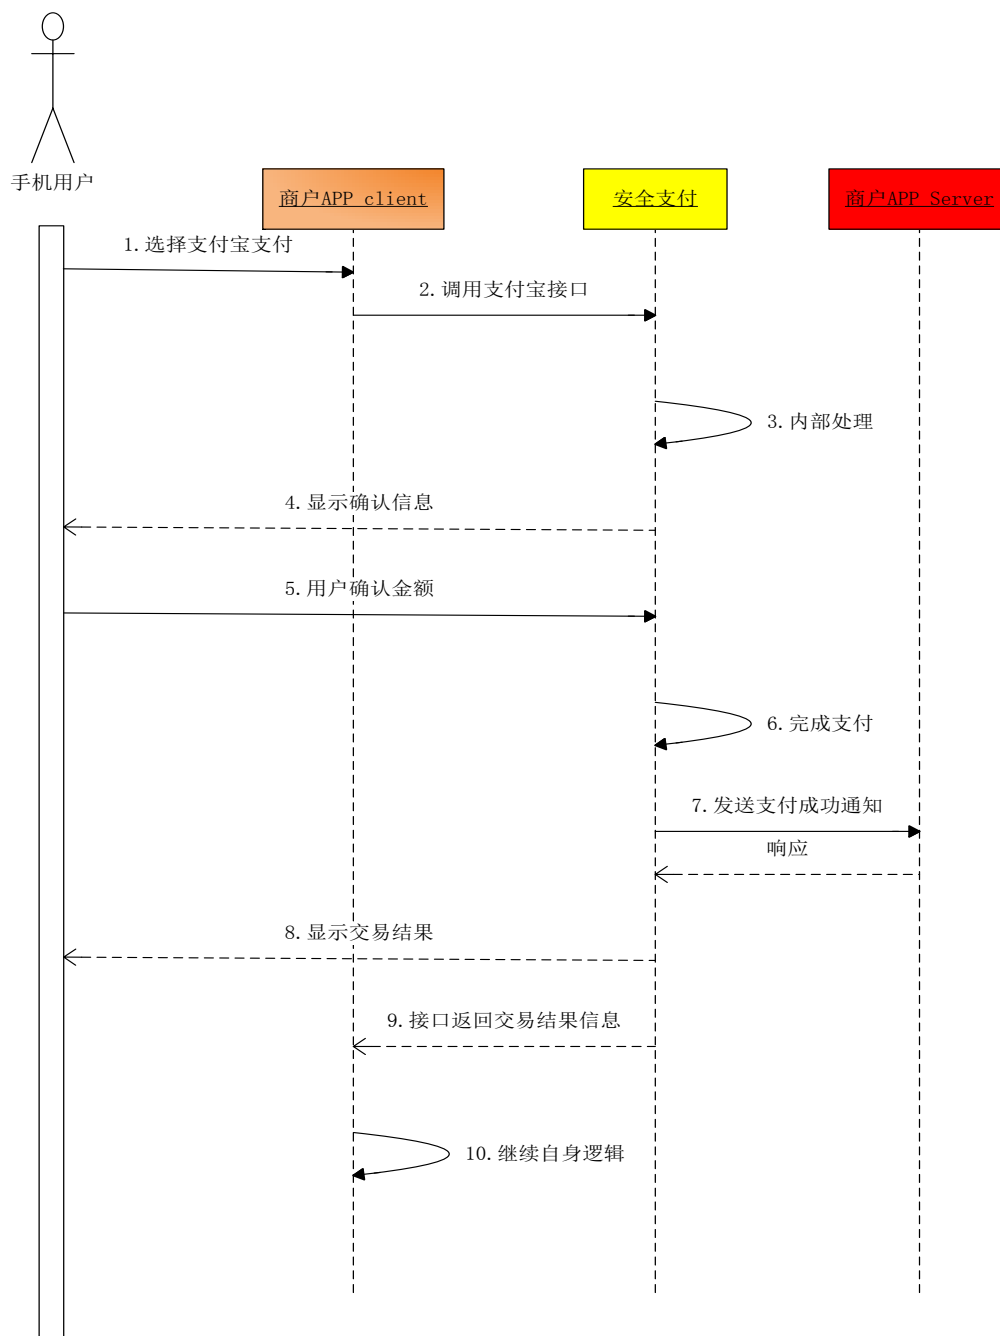 手机用户
商户APP client
安全支付
商户APP Server
1.选择支付宝支付
2.调用支付宝接口
3.内部处理
4.显示确认信息
5.用户确认金额
6.完成支付
7.发送支付成功通知
响应
8.显示交易结果
9.接口返回交易结果信息
10.继续自身逻辑